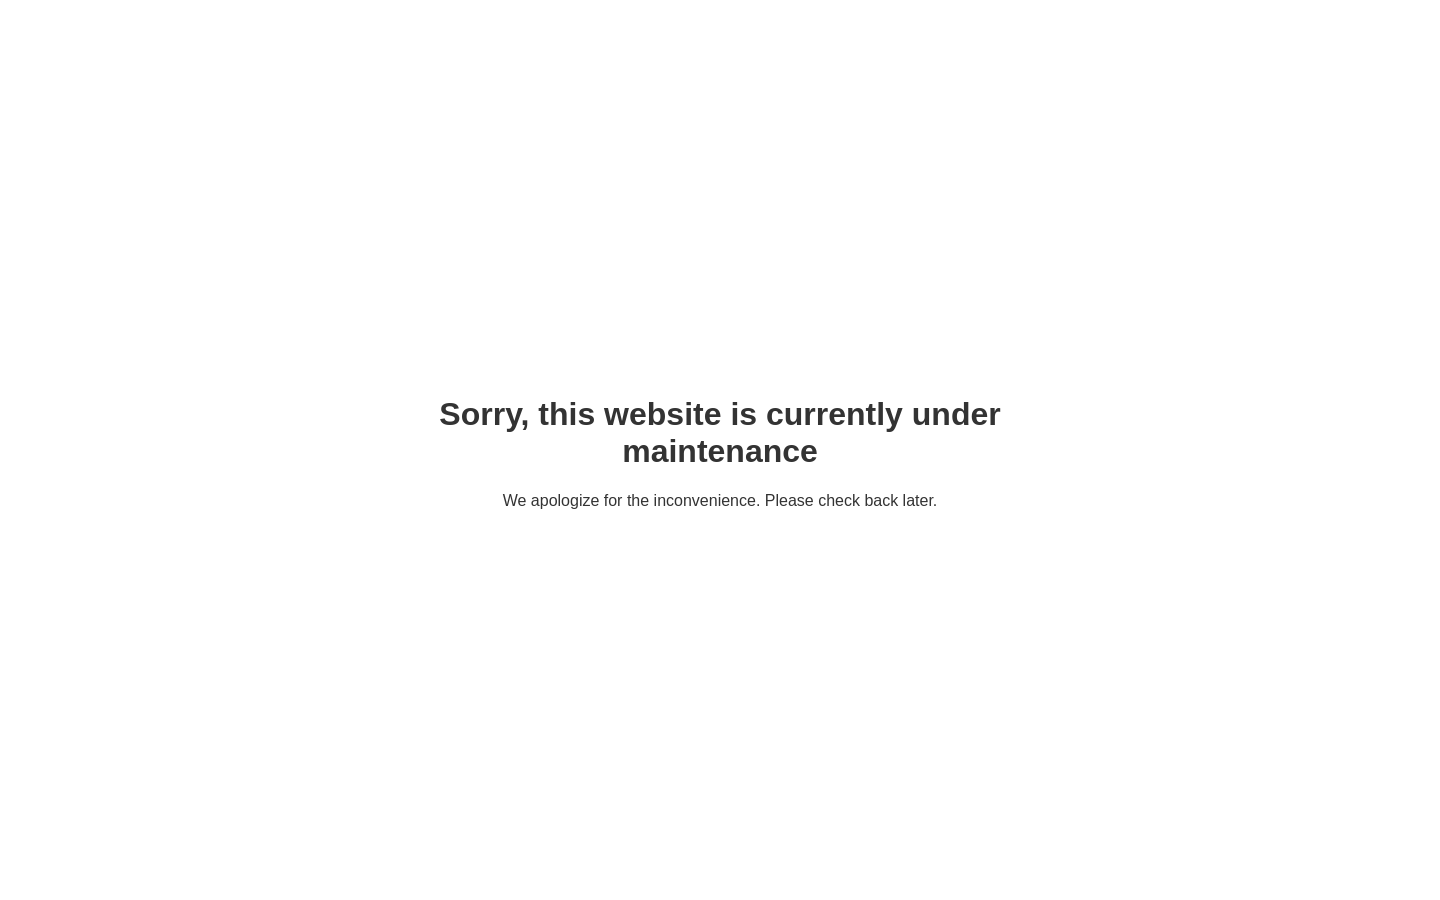 Sorry, this website is currently under
maintenance
We apologize for the inconvenience. Please check back later.